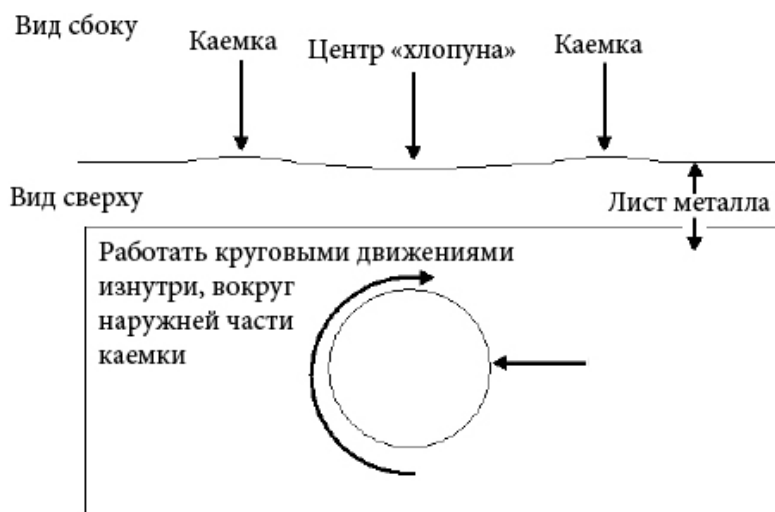 Вид сбоку
Каемка
Центр «хлопуна»
Каемка
Вид сверху
Лист металла
Работать круговыми движениями
изнутри, вокруг
наружней части
каемки